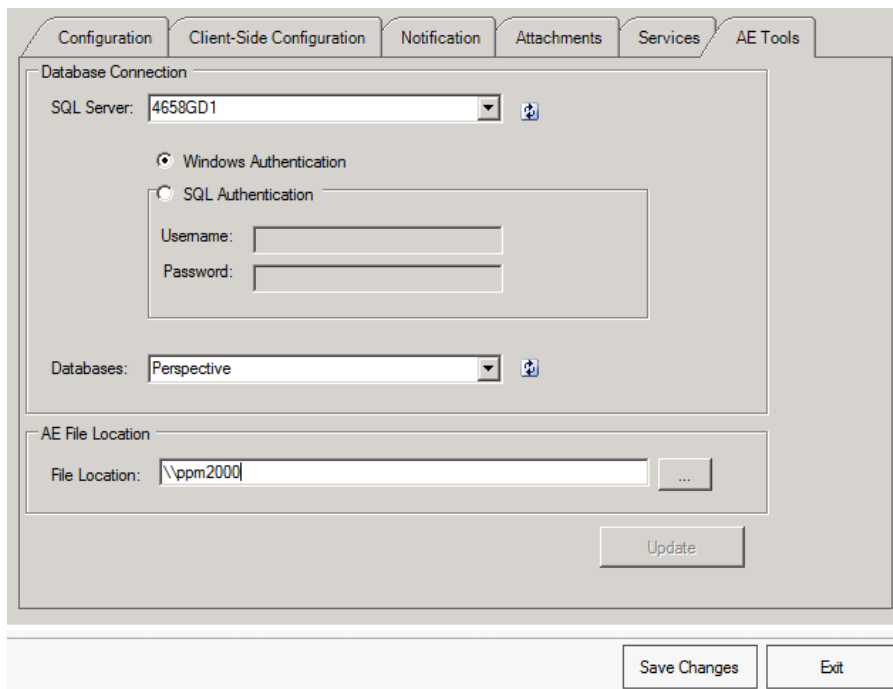 Configuration Client-Side Configuration Notification Attachments Services AE Tools
Database Connection
SQL Server: 4658GD1
Windows Authentication
SQL Authentication
Username:
Password:
Databases: Perspective
AE File Location
File Location: \\ppm2000
...
Update
Save Changes Exit